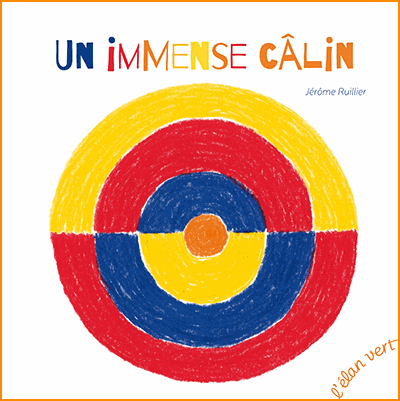 UN iMMENSE CÂLiN
Jérôme Ruillier
l'élan vert